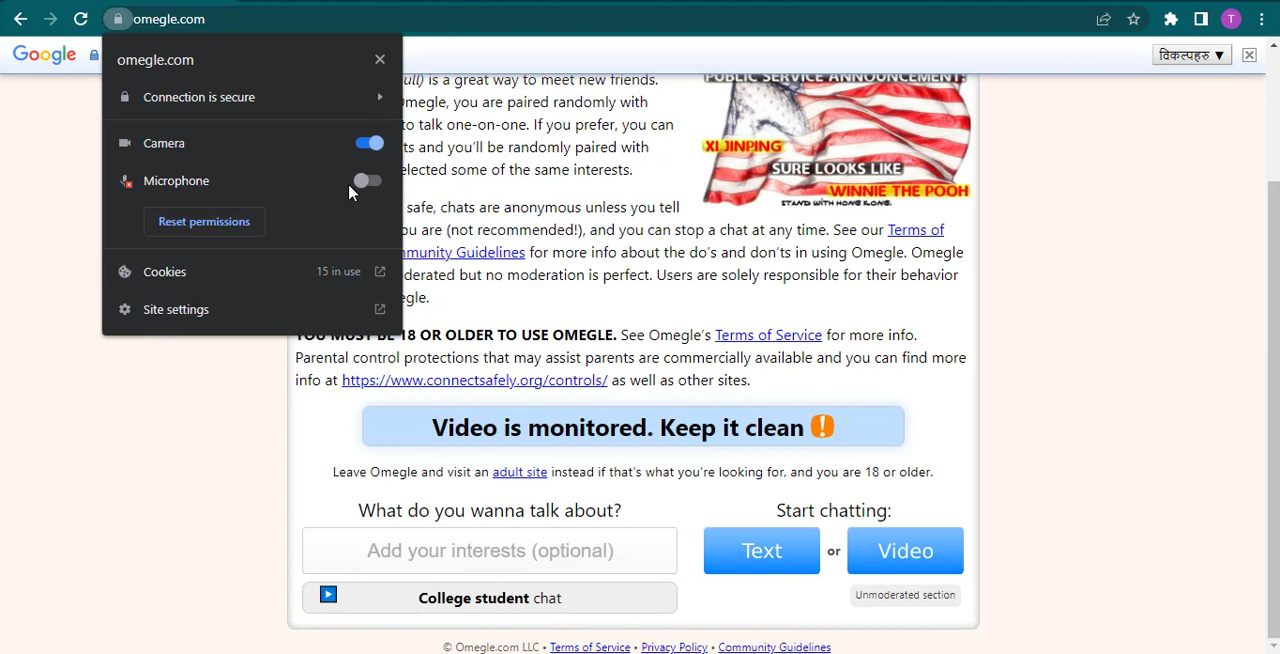 omegle.com
T
Google
विकल्पहरु ▼
omegle.com
Connection is secure
Camera
Microphone
Reset permissions
Cookies 15 in use
Site settings
is a great way to meet new friends.
Omegle, you are paired randomly with
to talk one-on-one. If you prefer, you can
and you'll be randomly paired with
elected some of the same interests.
PUBLIC SERVICE ANNOUNCEMENT:
XI JINPING
SURE LOOKS LIKE
WINNIE THE POOH
STAND WITH HONG KONG.
safe, chats are anonymous unless you tell
ou are (not recommended!), and you can stop a chat at any time. See our Terms of
mmunity Guidelines for more info about the do's and don'ts in using Omegle. Omegle
derated but no moderation is perfect. Users are solely responsible for their behavior
egle.
YOU MUST BE 18 OR OLDER TO USE OMEGLE. See Omegle's Terms of Service for more info.
Parental control protections that may assist parents are commercially available and you can find more
info at https://www.connectsafely.org/controls/ as well as other sites.
Video is monitored. Keep it clean !
Leave Omegle and visit an adult site instead if that's what you're looking for, and you are 18 or older.
What do you wanna talk about?
Start chatting:
Add your interests (optional)
Text or Video
College student chat
Unmoderated section
© Omegle.com LLC • Terms of Service • Privacy Policy • Community Guidelines